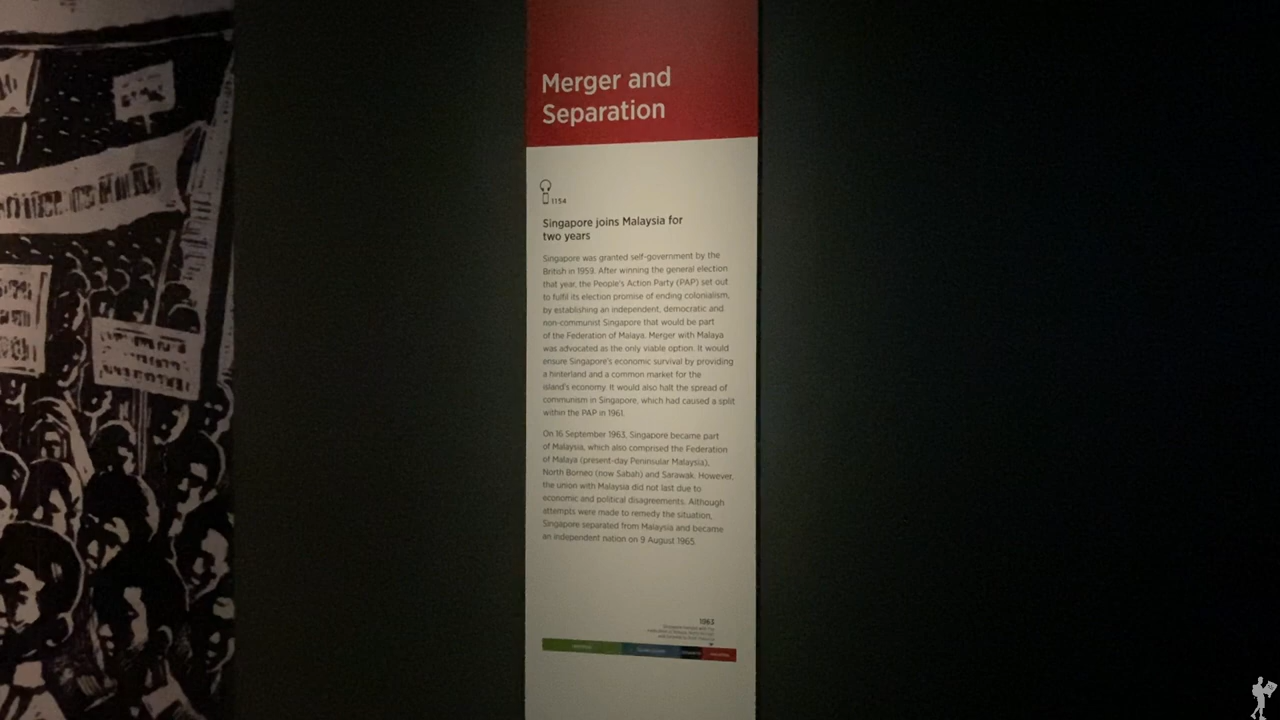 Merger and
Separation
1154
Singapore joins Malaysia for
two years
Singapore was granted self-government by the
British in 1959. After winning the general election
that year, the People's Action Party (PAP) set out
to fulfil its election promise of ending colonialism,
by establishing an independent, democratic and
non-communist Singapore that would be part
of the Federation of Malaya. Merger with Malaya
was advocated as the only viable option. It would
ensure Singapore's economic survival by providing
a hinterland and a common market for the
island's economy. It would also halt the spread of
communism in Singapore, which had caused a split
within the PAP in 1961.
On 16 September 1963, Singapore became part
of Malaysia, which also comprised the Federation
of Malaya (present-day Peninsular Malaysia),
North Borneo (now Sabah) and Sarawak. However,
the union with Malaysia did not last due to
economic and political disagreements. Although
attempts were made to remedy the situation,
Singapore separated from Malaysia and became
an independent nation on 9 August 1965.
1963